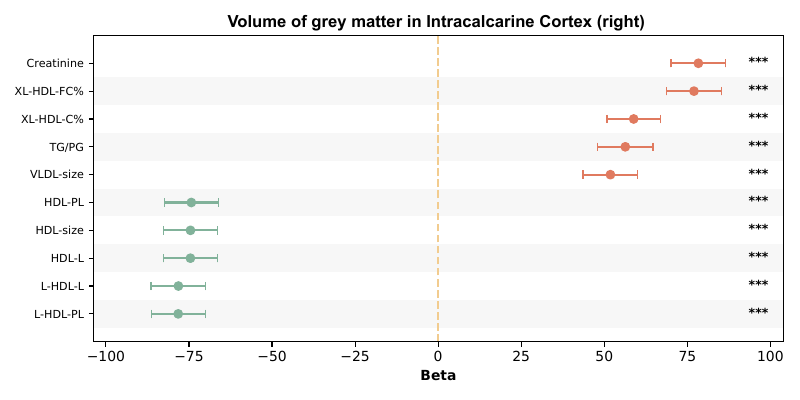 Volume of grey matter in Intracalcarine Cortex (right)
Creatinine ***
XL-HDL-FC% ***
XL-HDL-C% ***
TG/PG ***
VLDL-size ***
HDL-PL ***
HDL-size ***
HDL-L ***
L-HDL-L ***
L-HDL-PL ***
−100 −75 −50 −25 0 25 50 75 100
Beta